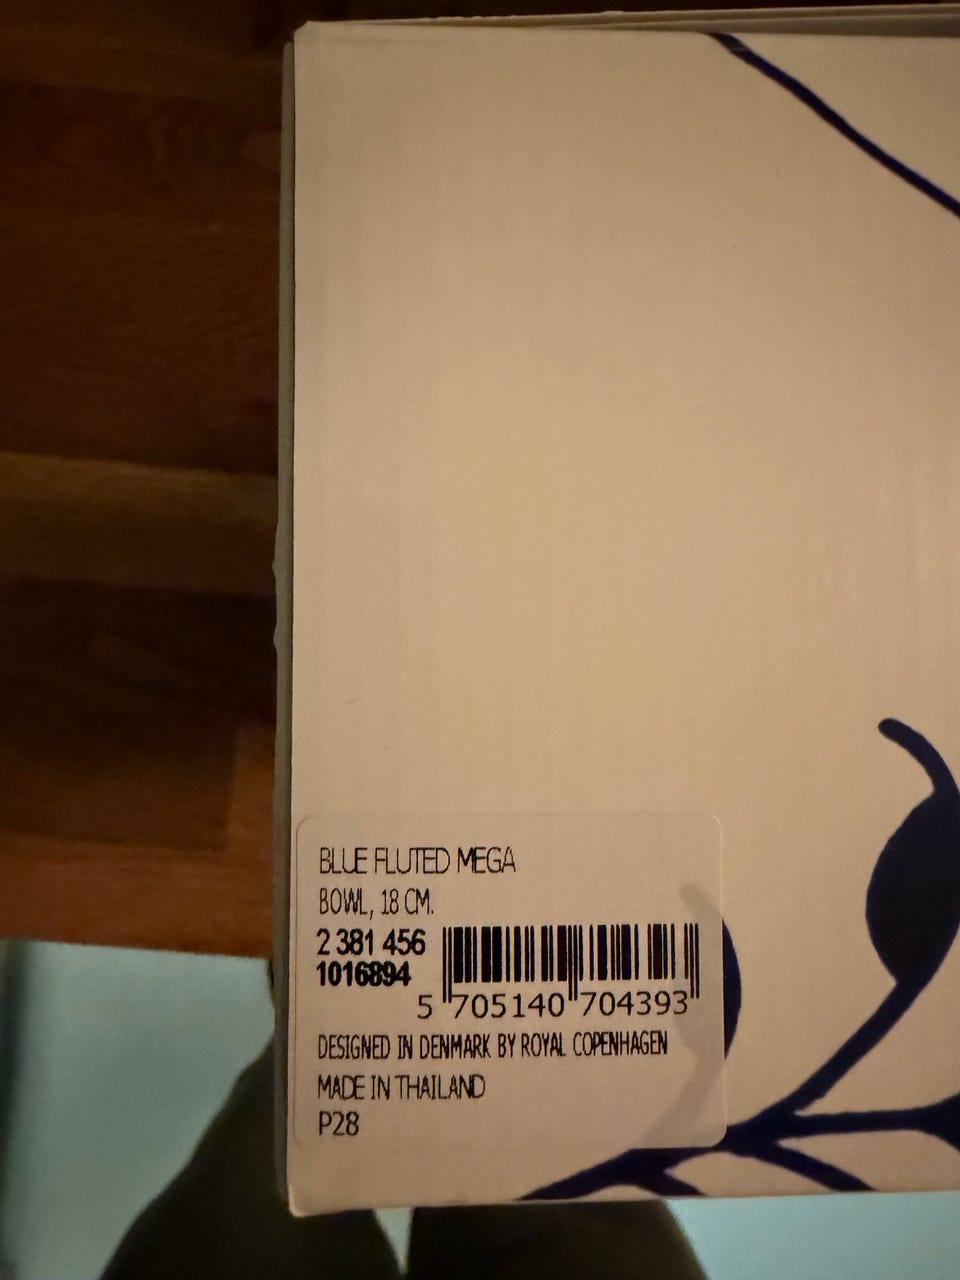 BLUE FLUTED MEGA
BOWL, 18 CM.
2 381 456
1016894
5 705140 704393
DESIGNED IN DENMARK BY ROYAL COPENHAGEN
MADE IN THAILAND
P28